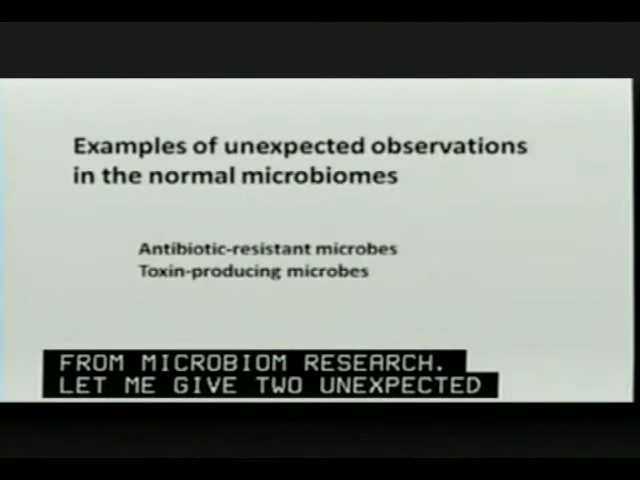 Examples of unexpected observations
in the normal microbiomes
Antibiotic-resistant microbes
Toxin-producing microbes
FROM MICROBIOM RESEARCH.
LET ME GIVE TWO UNEXPECTED